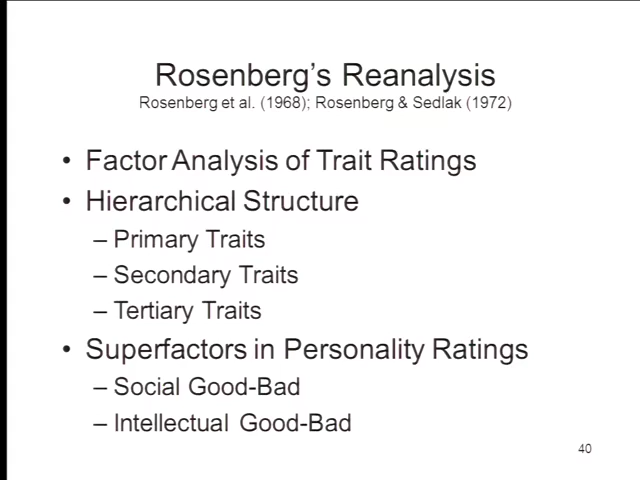 Rosenberg's Reanalysis
Rosenberg et al. (1968); Rosenberg & Sedlak (1972)
• Factor Analysis of Trait Ratings
• Hierarchical Structure
– Primary Traits
– Secondary Traits
– Tertiary Traits
• Superfactors in Personality Ratings
– Social Good-Bad
– Intellectual Good-Bad
40